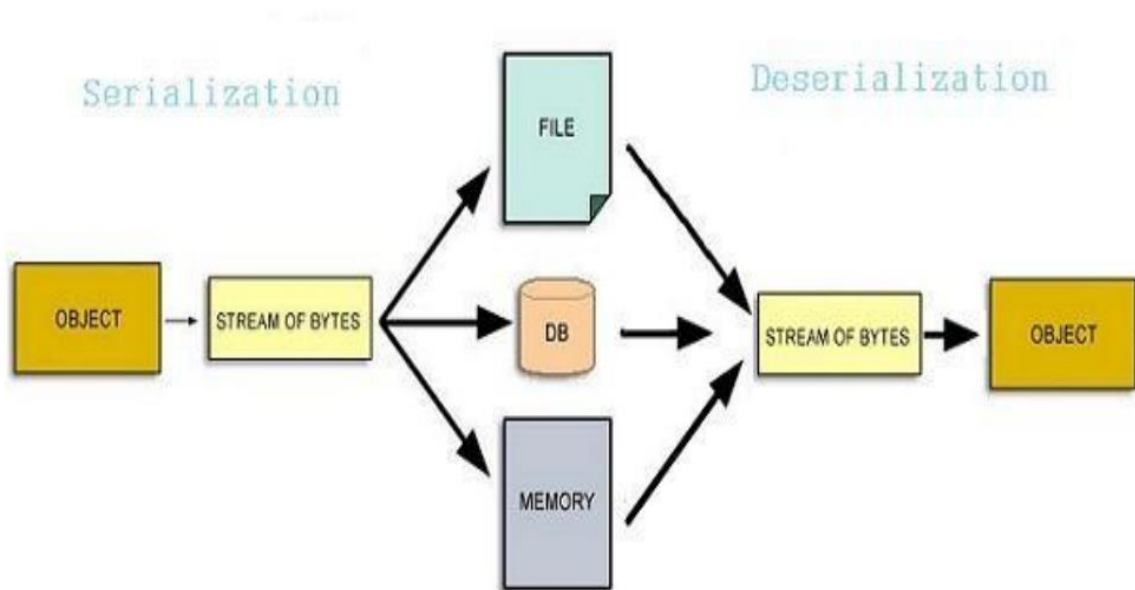 Serialization
Deserialization
FILE
OBJECT
STREAM OF BYTES
DB
STREAM OF BYTES
OBJECT
MEMORY